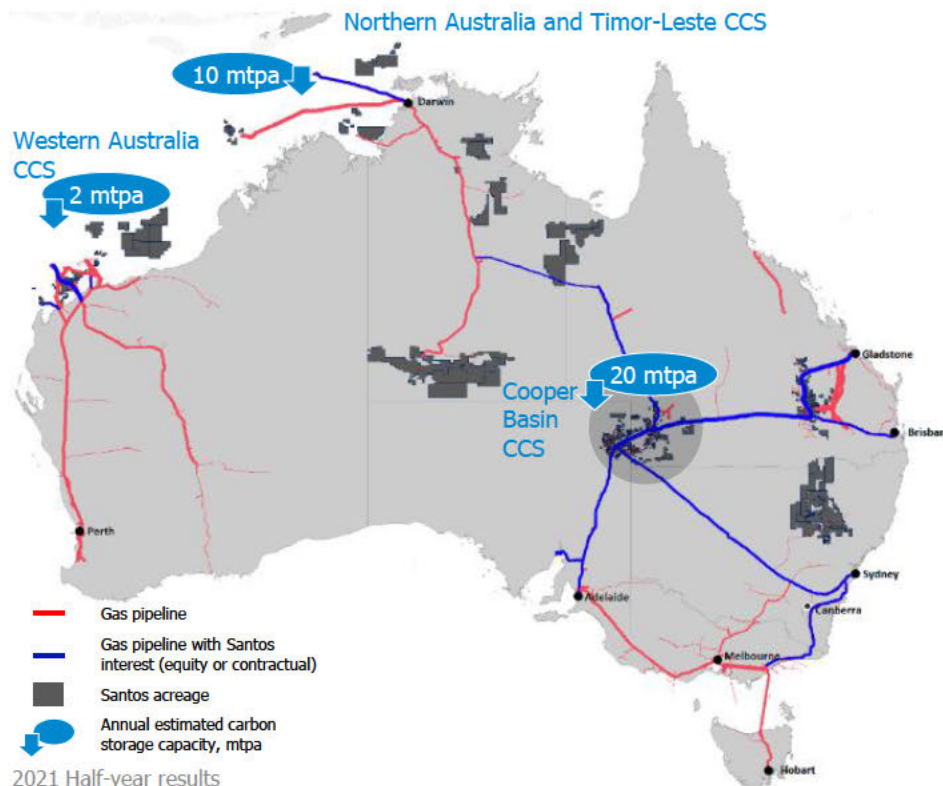 Northern Australia and Timor-Leste CCS
10 mtpa
Darwin
Western Australia
CCS
2 mtpa
Gladstone
20 mtpa
Cooper
Basin
CCS
Brisban
Perth
Sydney
Adelaide
Canberra
Melbourne
Hobart
Gas pipeline
Gas pipeline with Santos
interest (equity or contractual)
Santos acreage
Annual estimated carbon
storage capacity, mtpa
2021 Half-year results